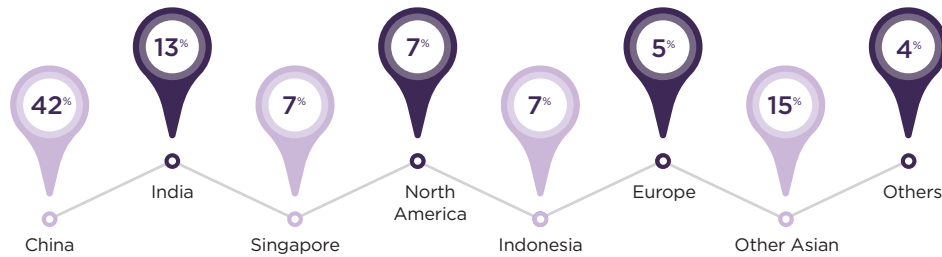 42%
China
13%
India
7%
Singapore
7%
North
America
7%
Indonesia
5%
Europe
15%
Other Asian
4%
Others